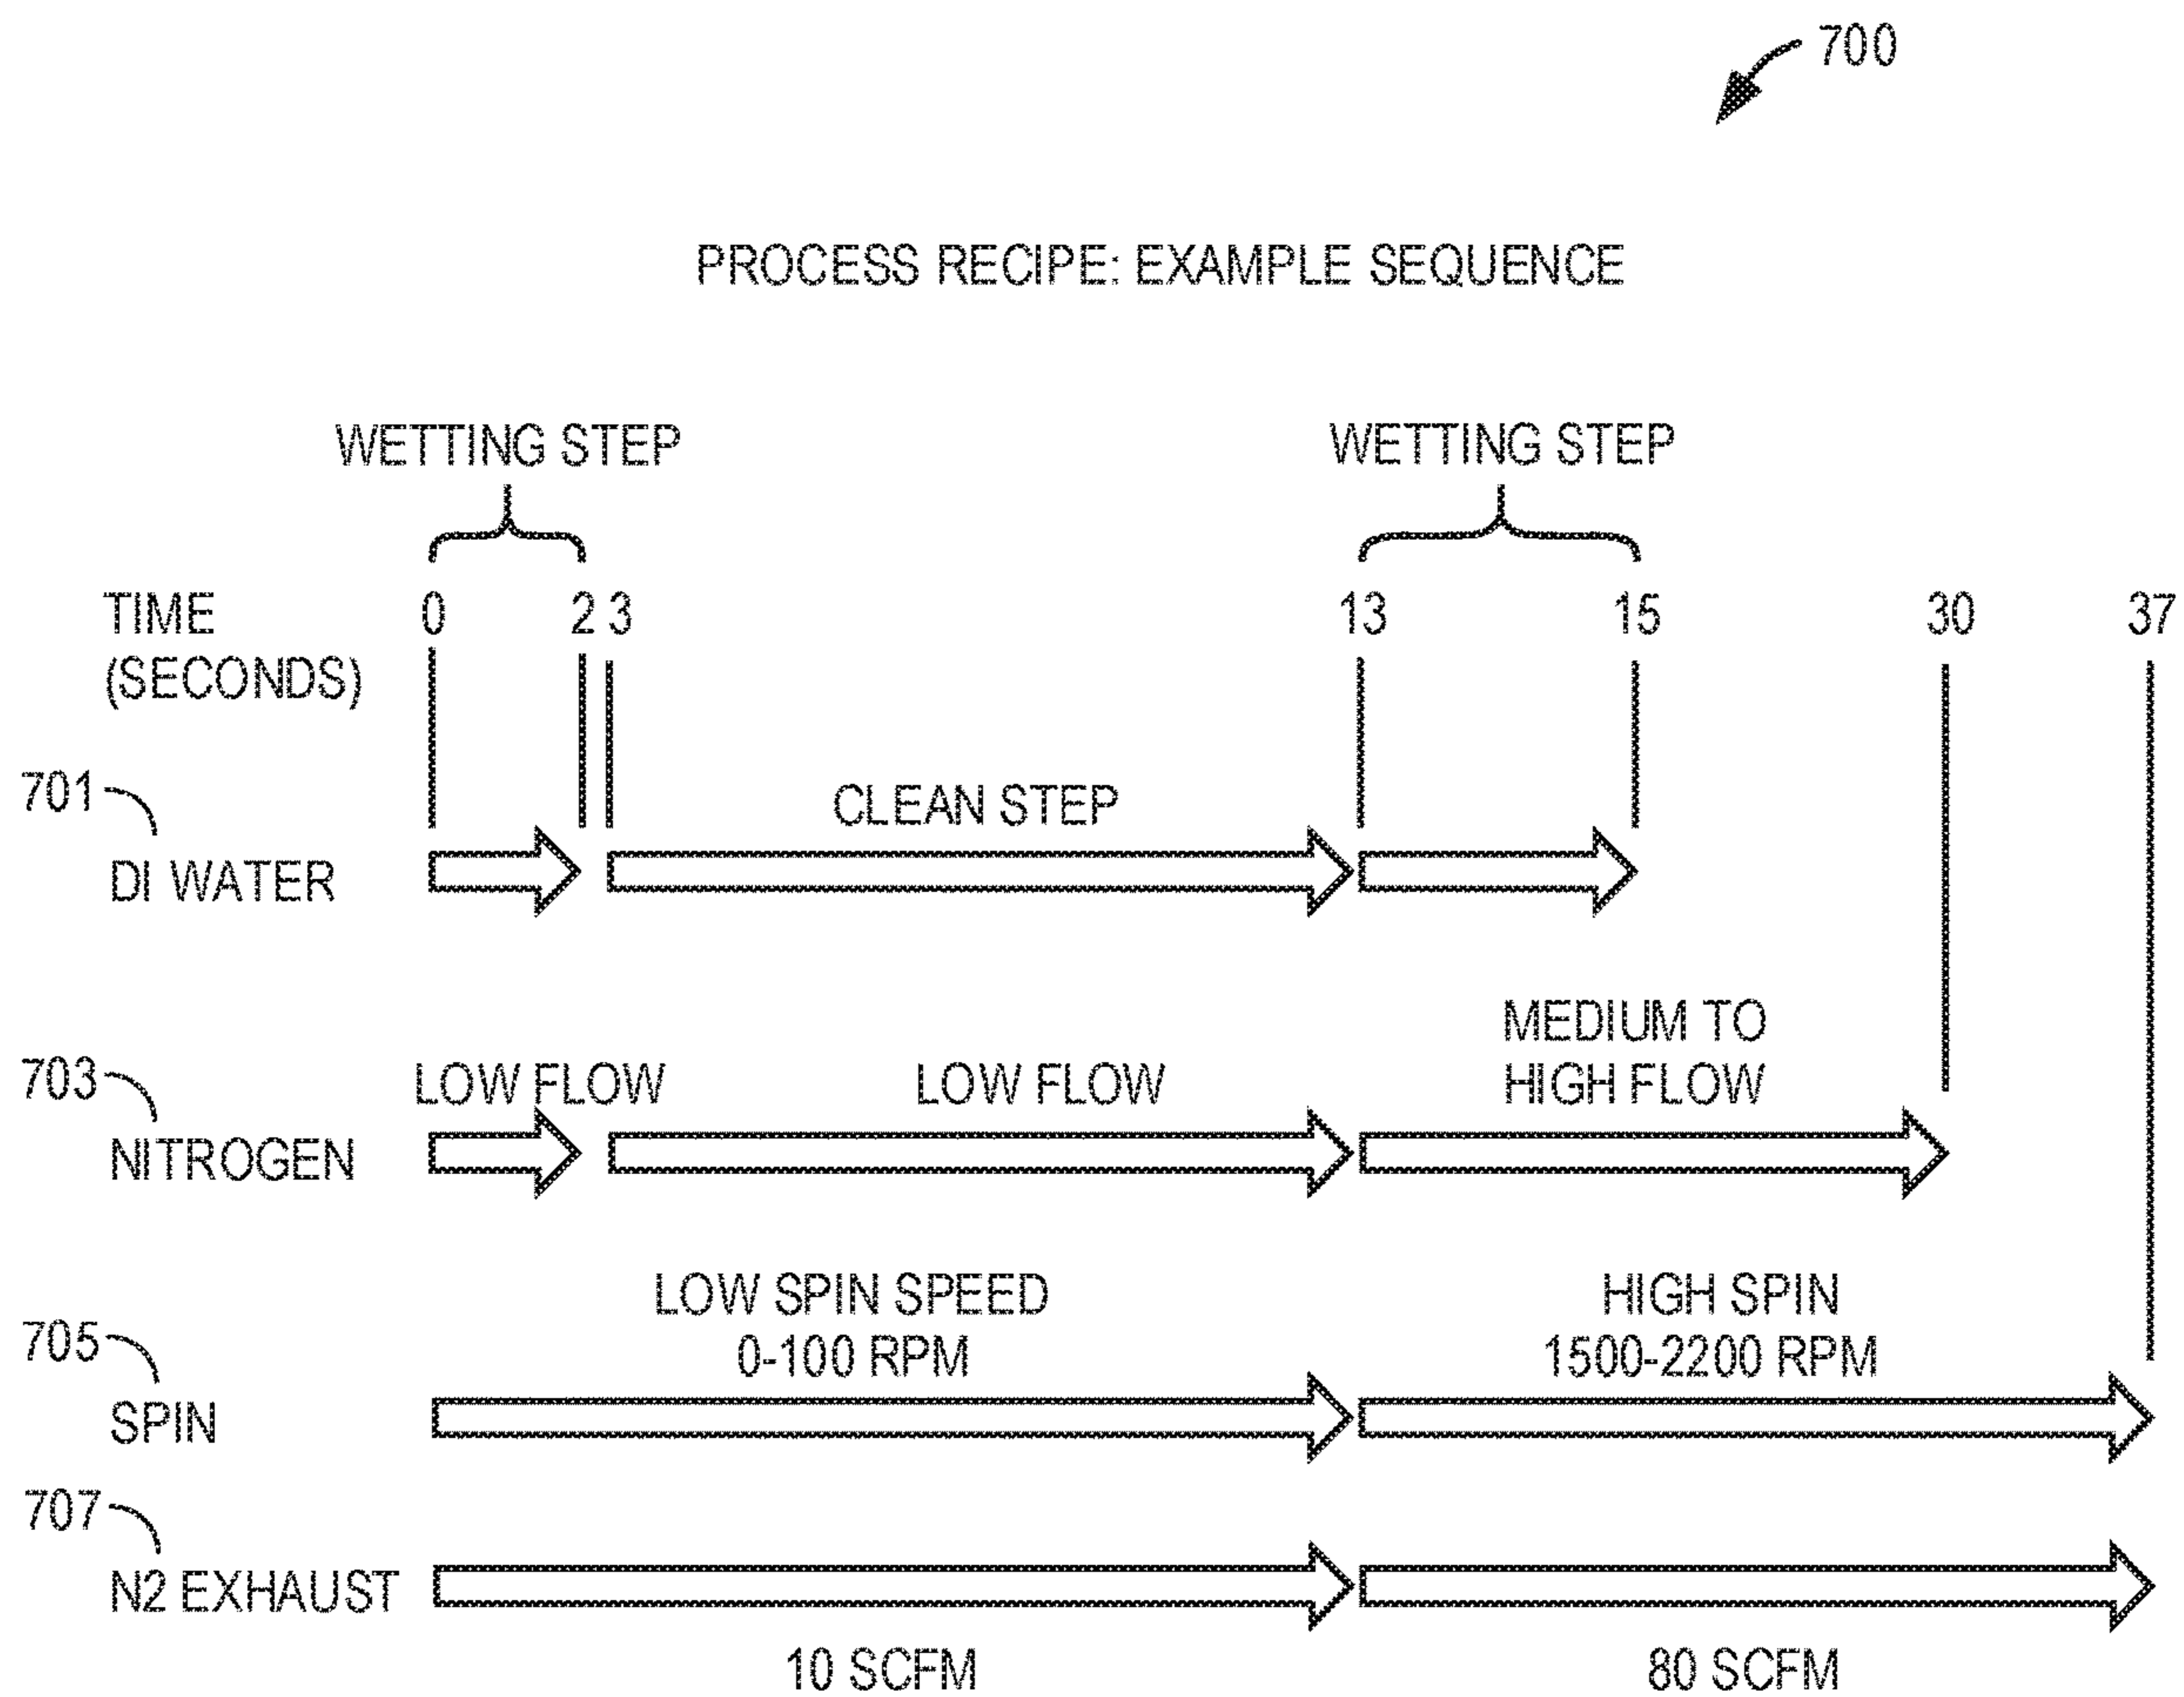 700
PROCESS RECIPE: EXAMPLE SEQUENCE
WETTING STEP
WETTING STEP
TIME
(SECONDS)
0
2
3
13
15
30
37
701
DI WATER
CLEAN STEP
703
NITROGEN
LOW FLOW
LOW FLOW
MEDIUM TO
HIGH FLOW
705
SPIN
LOW SPIN SPEED
0-100 RPM
HIGH SPIN
1500-2200 RPM
707
N2 EXHAUST
10 SCFM
80 SCFM